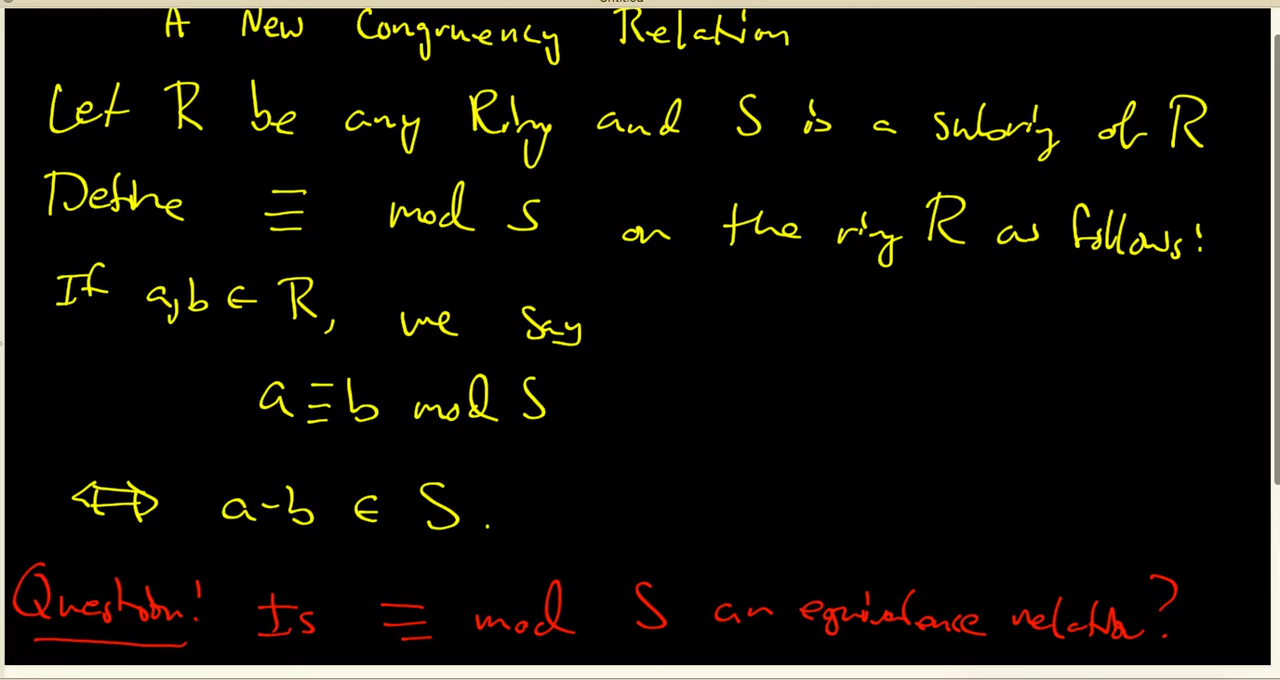 A New Congruency Relation
Let R be any Ring and S is a subring of R
Define ≡ mod S on the ring R as follows:
If a,b ∈ R, we say
a ≡ b mod S
⟺ a-b ∈ S.
Question: Is ≡ mod S an equivalence relation?